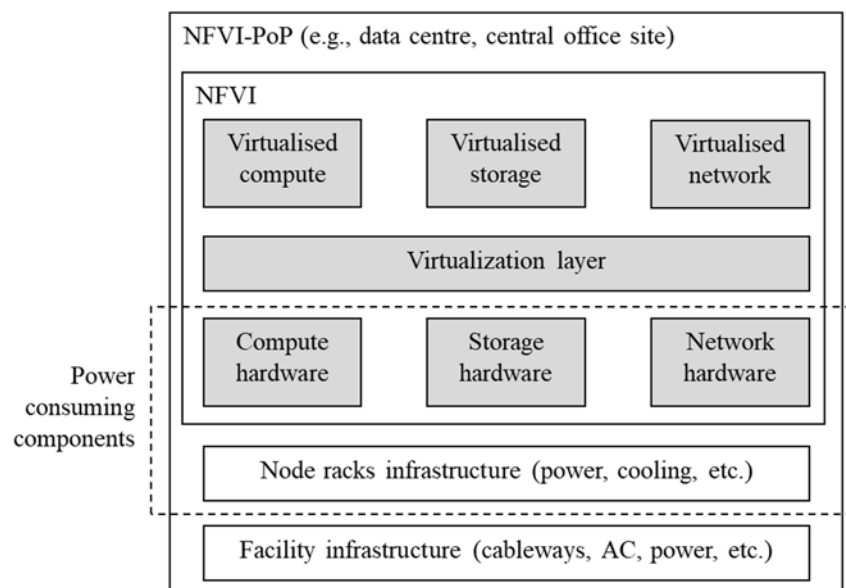 NFVI-PoP (e.g., data centre, central office site)
NFVI
Virtualised
compute
Virtualised
storage
Virtualised
network
Virtualization layer
Compute
hardware
Storage
hardware
Network
hardware
Power
consuming
components
Node racks infrastructure (power, cooling, etc.)
Facility infrastructure (cableways, AC, power, etc.)